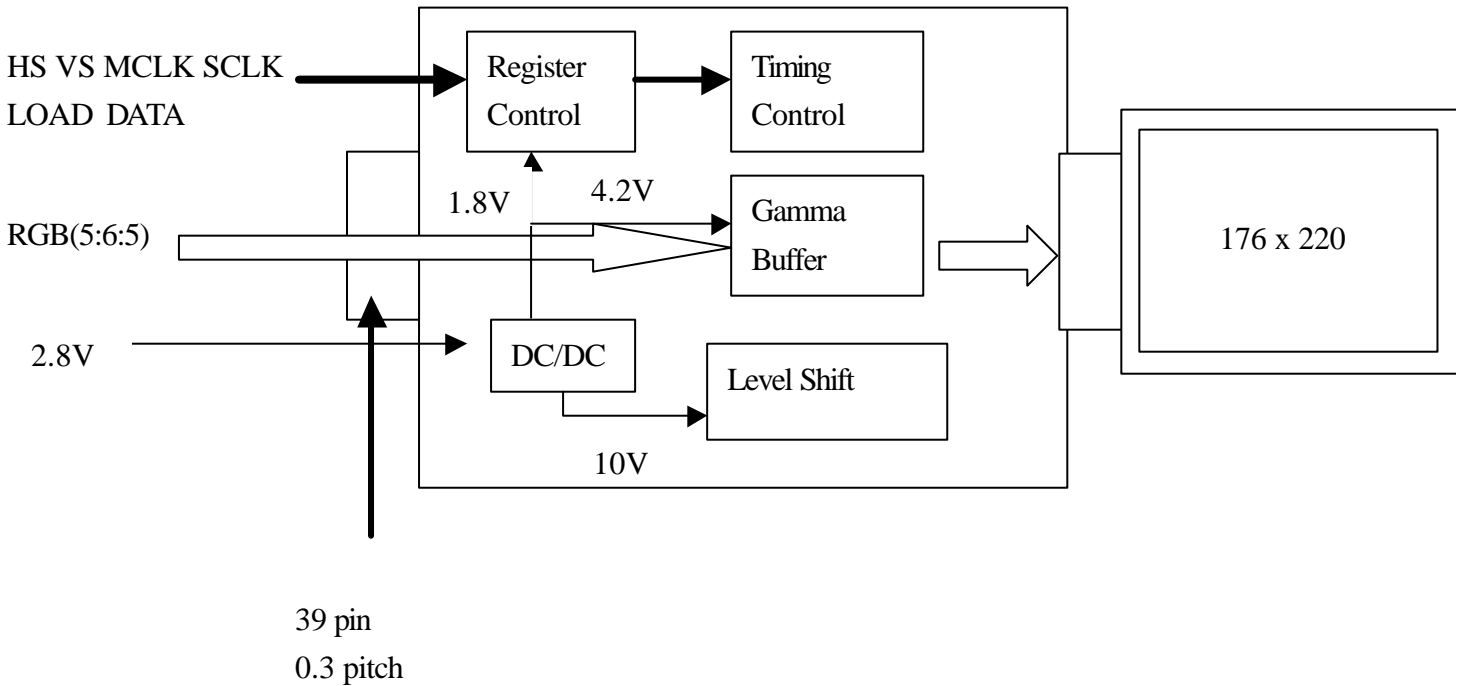 HS VS MCLK SCLK
LOAD DATA
Register
Control
Timing
Control
1.8V
4.2V
RGB(5:6:5)
Gamma
Buffer
176 x 220
2.8V
DC/DC
Level Shift
10V
39 pin
0.3 pitch